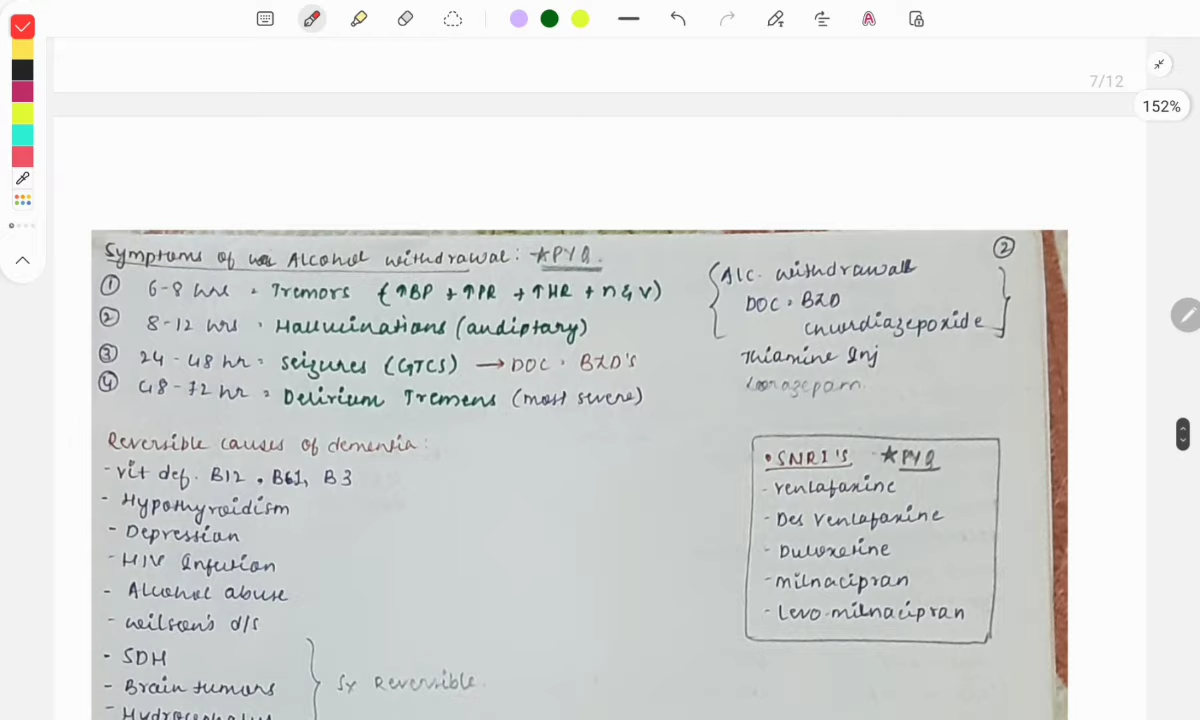 7/12
152%
②
Symptoms of Alcohol withdrawal: ★PYQ.
① 6-8 hrs = Tremors (↑BP + ↑PR + ↑HR + n & v)
② 8-12 hrs . Hallucinations (audiptary)
③ 24-48 hr = Seizures (GTCS) → DOC . BZD's
④ 48-72 hr = Delirium Tremens (most severe)
Alc. withdrawal
DOC . BZD
Chlordiazepoxide
Thiamine Inj
Lorazepam.
Reversible causes of dementia:
- vit def. B12 , B61, B3
- Hypothyroidism
- Depression
- HIV Infection
- Alcohol abuse
- Wilson's d/s
- SDH
- Brain tumors
- Hydrocephalus
Sx Reversible.
• SNRI'S ★PYQ
- Venlafaxine
- Des Venlafaxine
- Duloxetine
- milnacipran
- Levo-milnacipran